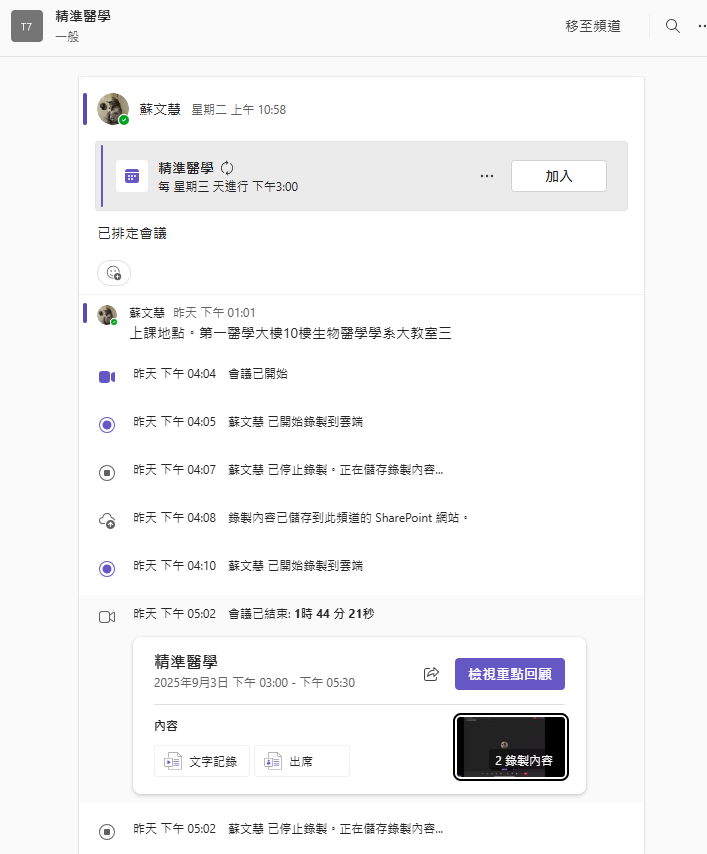 T7
精準醫學
一般
移至頻道
蘇文慧 星期二 上午 10:58
精準醫學
每 星期三 天進行 下午3:00
加入
已排定會議
蘇文慧 昨天 下午 01:01
上課地點。第一醫學大樓10樓生物醫學學系大教室三
昨天 下午 04:04 會議已開始
昨天 下午 04:05 蘇文慧 已開始錄製到雲端
昨天 下午 04:07 蘇文慧 已停止錄製。正在儲存錄製內容...
昨天 下午 04:08 錄製內容已儲存到此頻道的 SharePoint 網站。
昨天 下午 04:10 蘇文慧 已開始錄製到雲端
昨天 下午 05:02 會議已結束: 1時 44 分 21秒
精準醫學
2025年9月3日 下午 03:00 - 下午 05:30
檢視重點回顧
內容
文字記錄
出席
2 錄製內容
昨天 下午 05:02 蘇文慧 已停止錄製。正在儲存錄製內容...